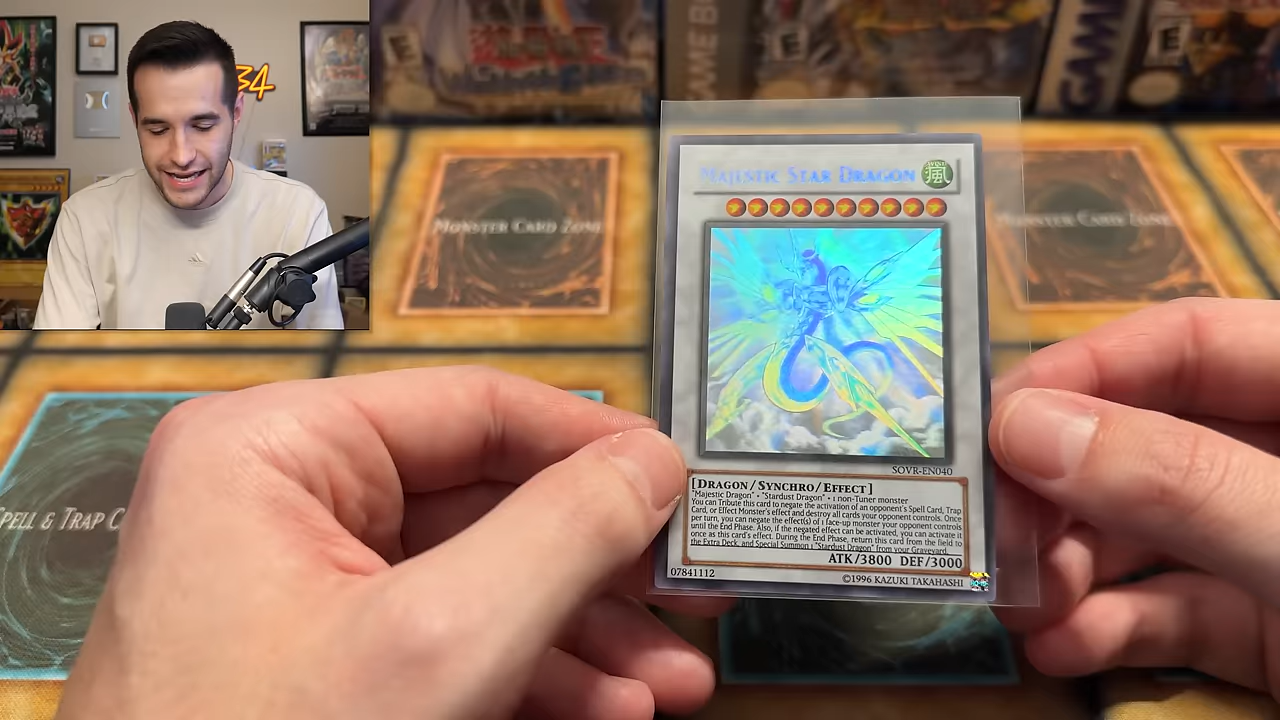 34
GAME B
E
E
GAME
E
MONSTER CARD ZONE
MONSTER CARD ZONE
SPELL & TRAP C
MAJESTIC STAR DRAGON
WIND
風
SOVR-EN040
[DRAGON/SYNCHRO/EFFECT]
"Majestic Dragon" + "Stardust Dragon" + 1 non-Tuner monster
You can Tribute this card to negate the activation of an opponent's Spell Card, Trap
Card, or Effect Monster's effect and destroy all cards your opponent controls. Once
per turn, you can negate the effect(s) of 1 face-up monster your opponent controls
until the End Phase. Also, if the negated effect can be activated, you can activate it
once as this card's effect. During the End Phase, return this card from the field to
the Extra Deck, and Special Summon 1 "Stardust Dragon" from your Graveyard.
ATK/3800 DEF/3000
07841112
©1996 KAZUKI TAKAHASHI